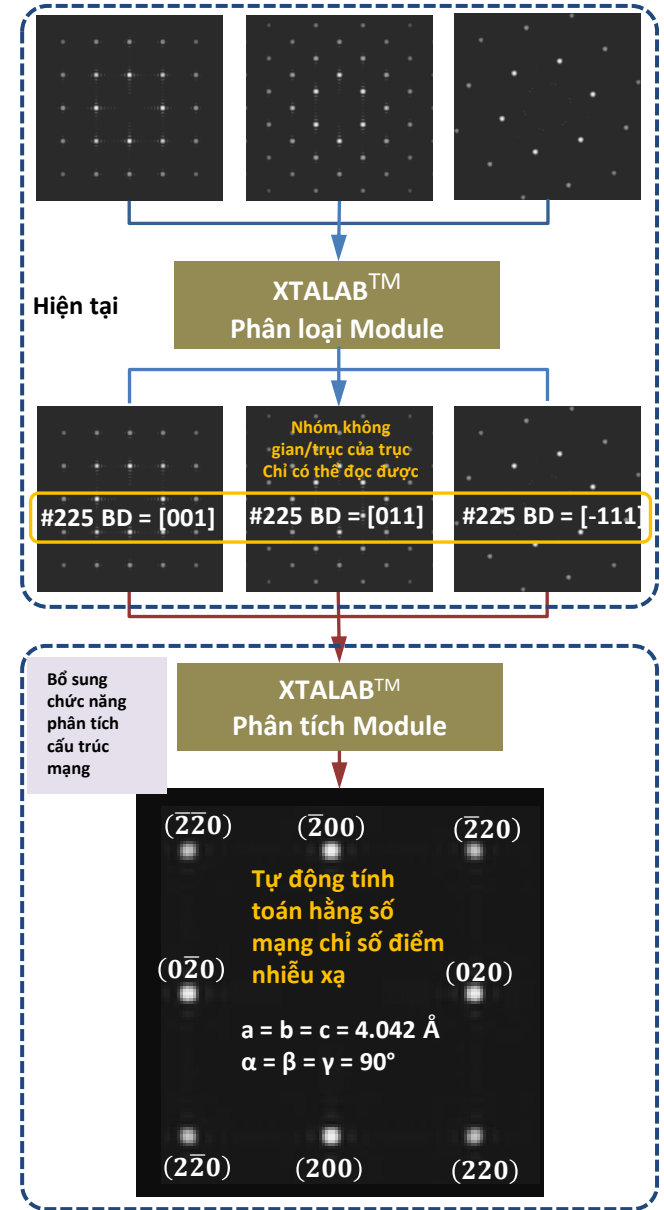 Hiện tại
XTALAB™
Phân loại Module
Nhóm không
gian/trục của trục
Chỉ có thể đọc được
#225 BD = [001]
#225 BD = [011]
#225 BD = [-111]
Bổ sung
chức năng
phân tích
cấu trúc
mạng
XTALAB™
Phân tích Module
(2̅2̅0) (2̅00) (2̅20)
Tự động tính
toán hằng số
mạng chỉ số điểm
nhiễu xạ
(02̅0) (020)
a = b = c = 4.042 Å
α = β = γ = 90°
(22̅0) (200) (220)